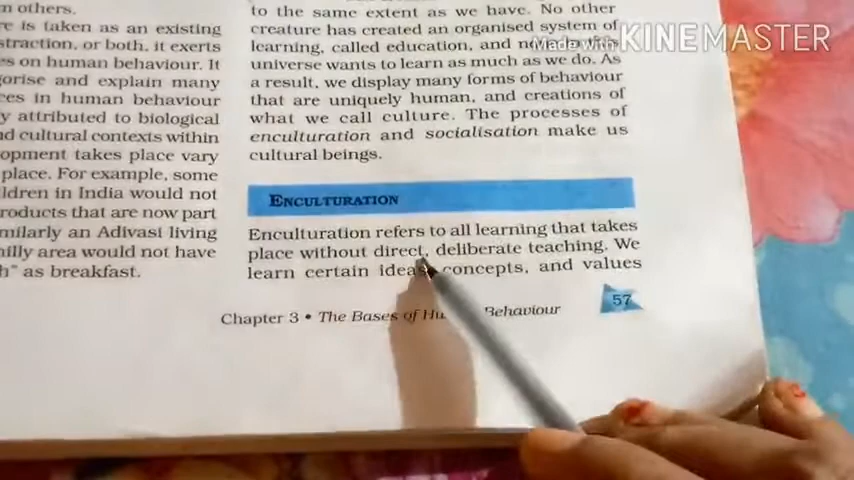 n others.
re is taken as an existing
straction, or both, it exerts
es on human behaviour. It
gorise and explain many
ces in human behaviour
y attributed to biological
nd cultural contexts within
opment takes place vary
place. For example, some
ldren in India would not
roducts that are now part
milarly an Adivasi living
hilly area would not have
h" as breakfast.
to the same extent as we have. No other
creature has created an organised system of
learning, called education, and no
universe wants to learn as much as we do. As
a result, we display many forms of behaviour
that are uniquely human, and creations of
what we call culture. The processes of
enculturation and socialisation make us
cultural beings.
ENCULTURATION
Enculturation refers to all learning that takes
place without direct, deliberate teaching. We
learn certain ideas concepts, and values
Chapter 3 • The Bases of Hu Behaviour
57
Made with KINEMASTER